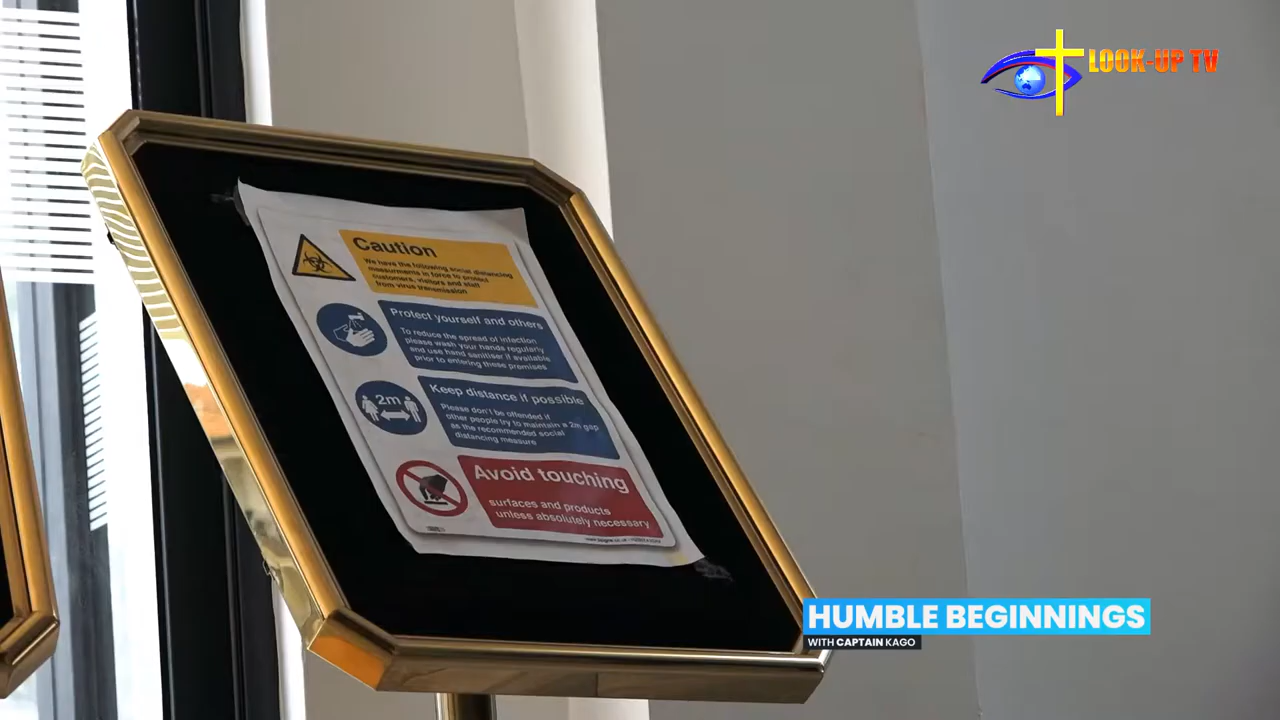 LOOK-UP TV
Caution
We have the following social distancing
measurments in force to protect
customers, visitors and staff
from virus transmission
Protect yourself and others
To reduce the spread of infection
please wash your hands regularly
and use hand sanitiser if available
prior to entering these premises
2m
Keep distance if possible
Please don't be offended if
other people try to maintain a 2m gap
as the recommended social
distancing measure
Avoid touching
surfaces and products
unless absolutely necessary
HUMBLE BEGINNINGS
WITH CAPTAIN KAGO